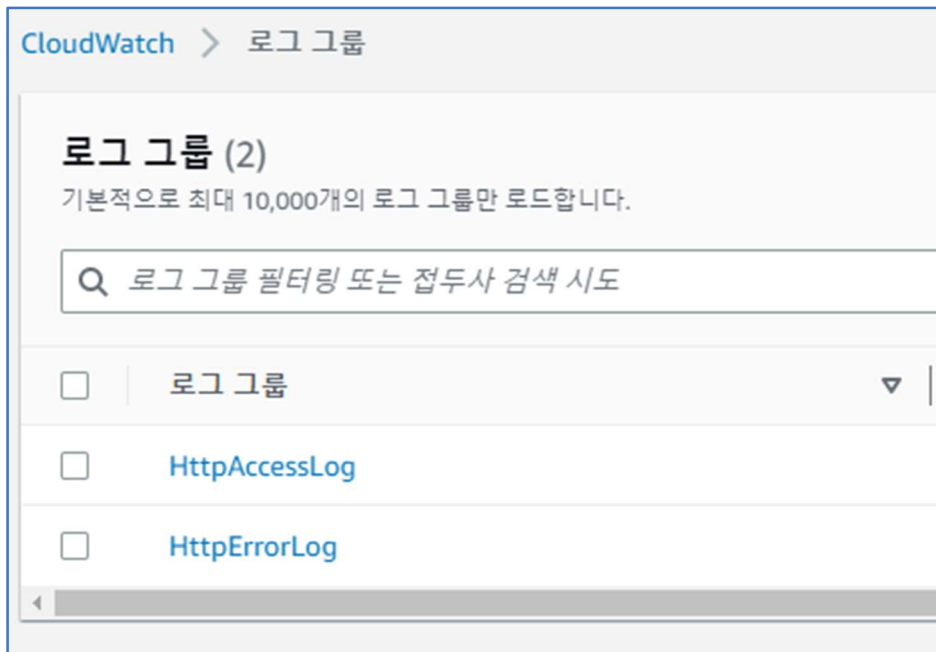 CloudWatch > 로그 그룹
로그 그룹 (2)
기본적으로 최대 10,000개의 로그 그룹만 로드합니다.
로그 그룹 필터링 또는 접두사 검색 시도
로그 그룹
HttpAccessLog
HttpErrorLog